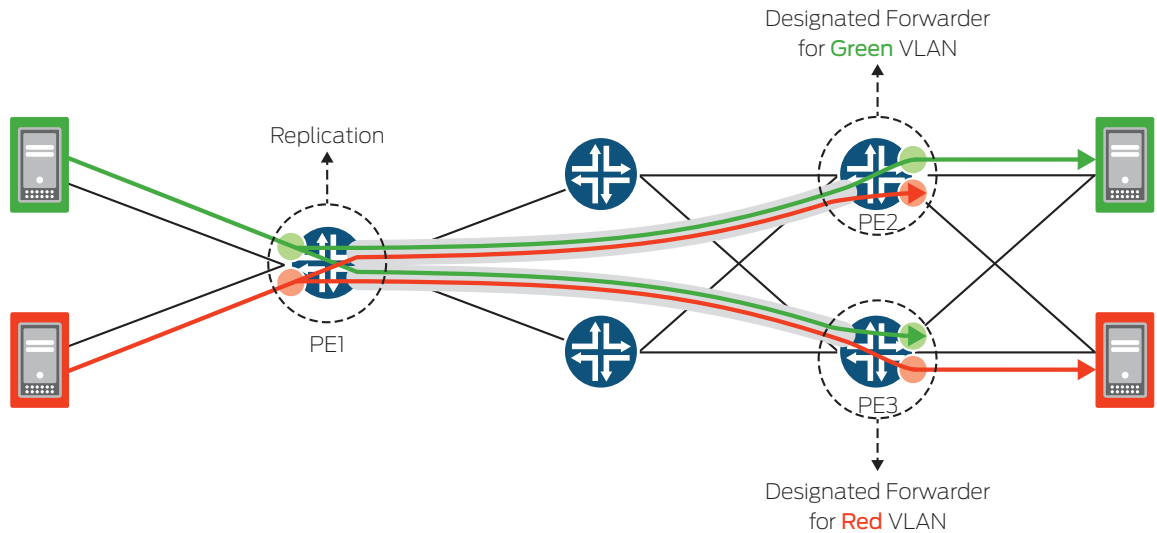 Designated Forwarder
for Green VLAN
Replication
PE1
PE2
PE3
Designated Forwarder
for Red VLAN